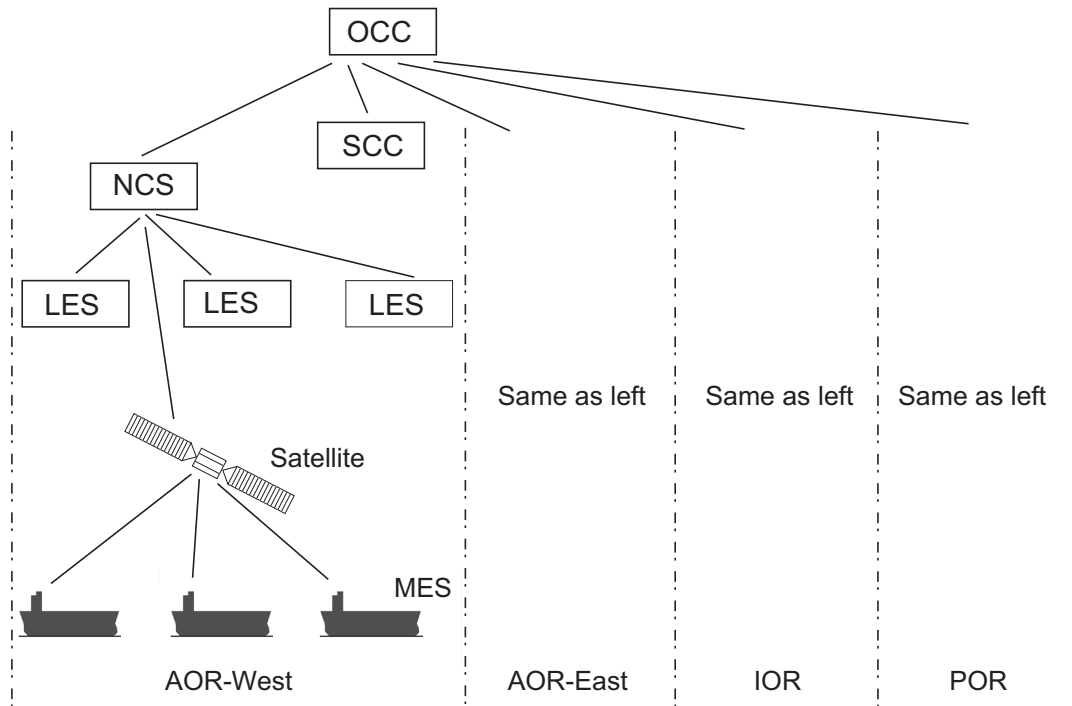 OCC
SCC
NCS
LES
LES
LES
Same as left
Same as left
Same as left
Satellite
MES
AOR-West
AOR-East
IOR
POR